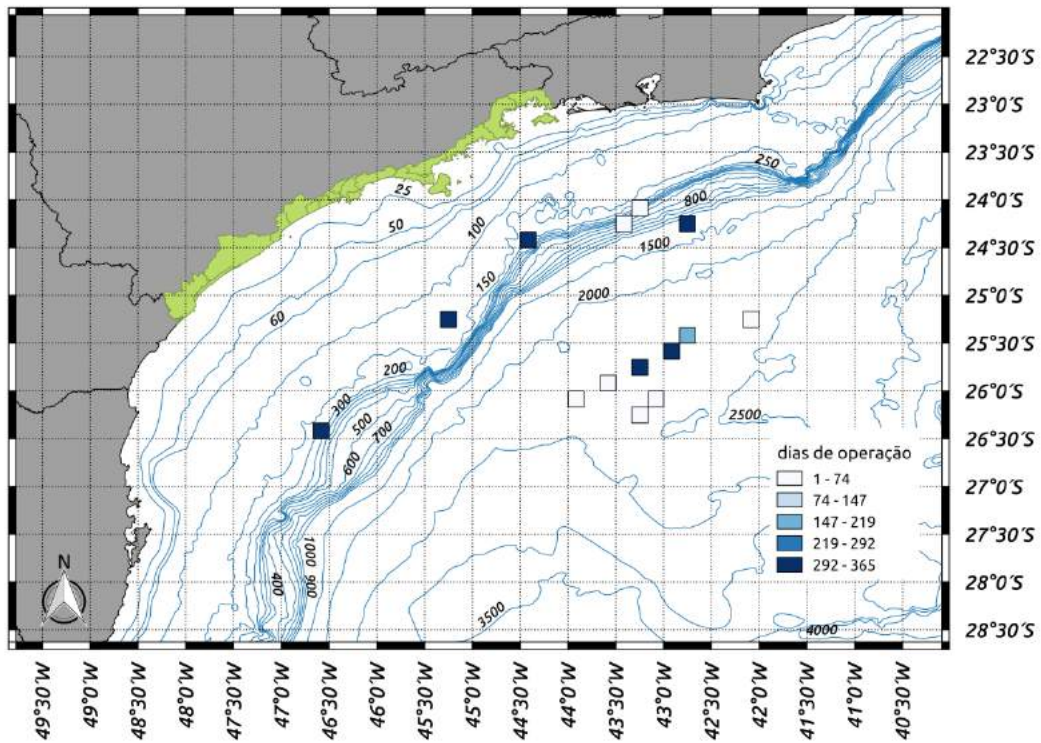 22°30'S
23°0'S
23°30'S
24°0'S
24°30'S
25°0'S
25°30'S
26°0'S
26°30'S
27°0'S
27°30'S
28°0'S
28°30'S
25
50
60
100
150
200
250
800
1500
2000
300
500
700
600
2500
1000
900
400
3500
4000
dias de operação
1 - 74
74 - 147
147 - 219
219 - 292
292 - 365
N
49°30'W
49°0'W
48°30'W
48°0'W
47°30'W
47°0'W
46°30'W
46°0'W
45°30'W
45°0'W
44°30'W
44°0'W
43°30'W
43°0'W
42°30'W
42°0'W
41°30'W
41°0'W
40°30'W